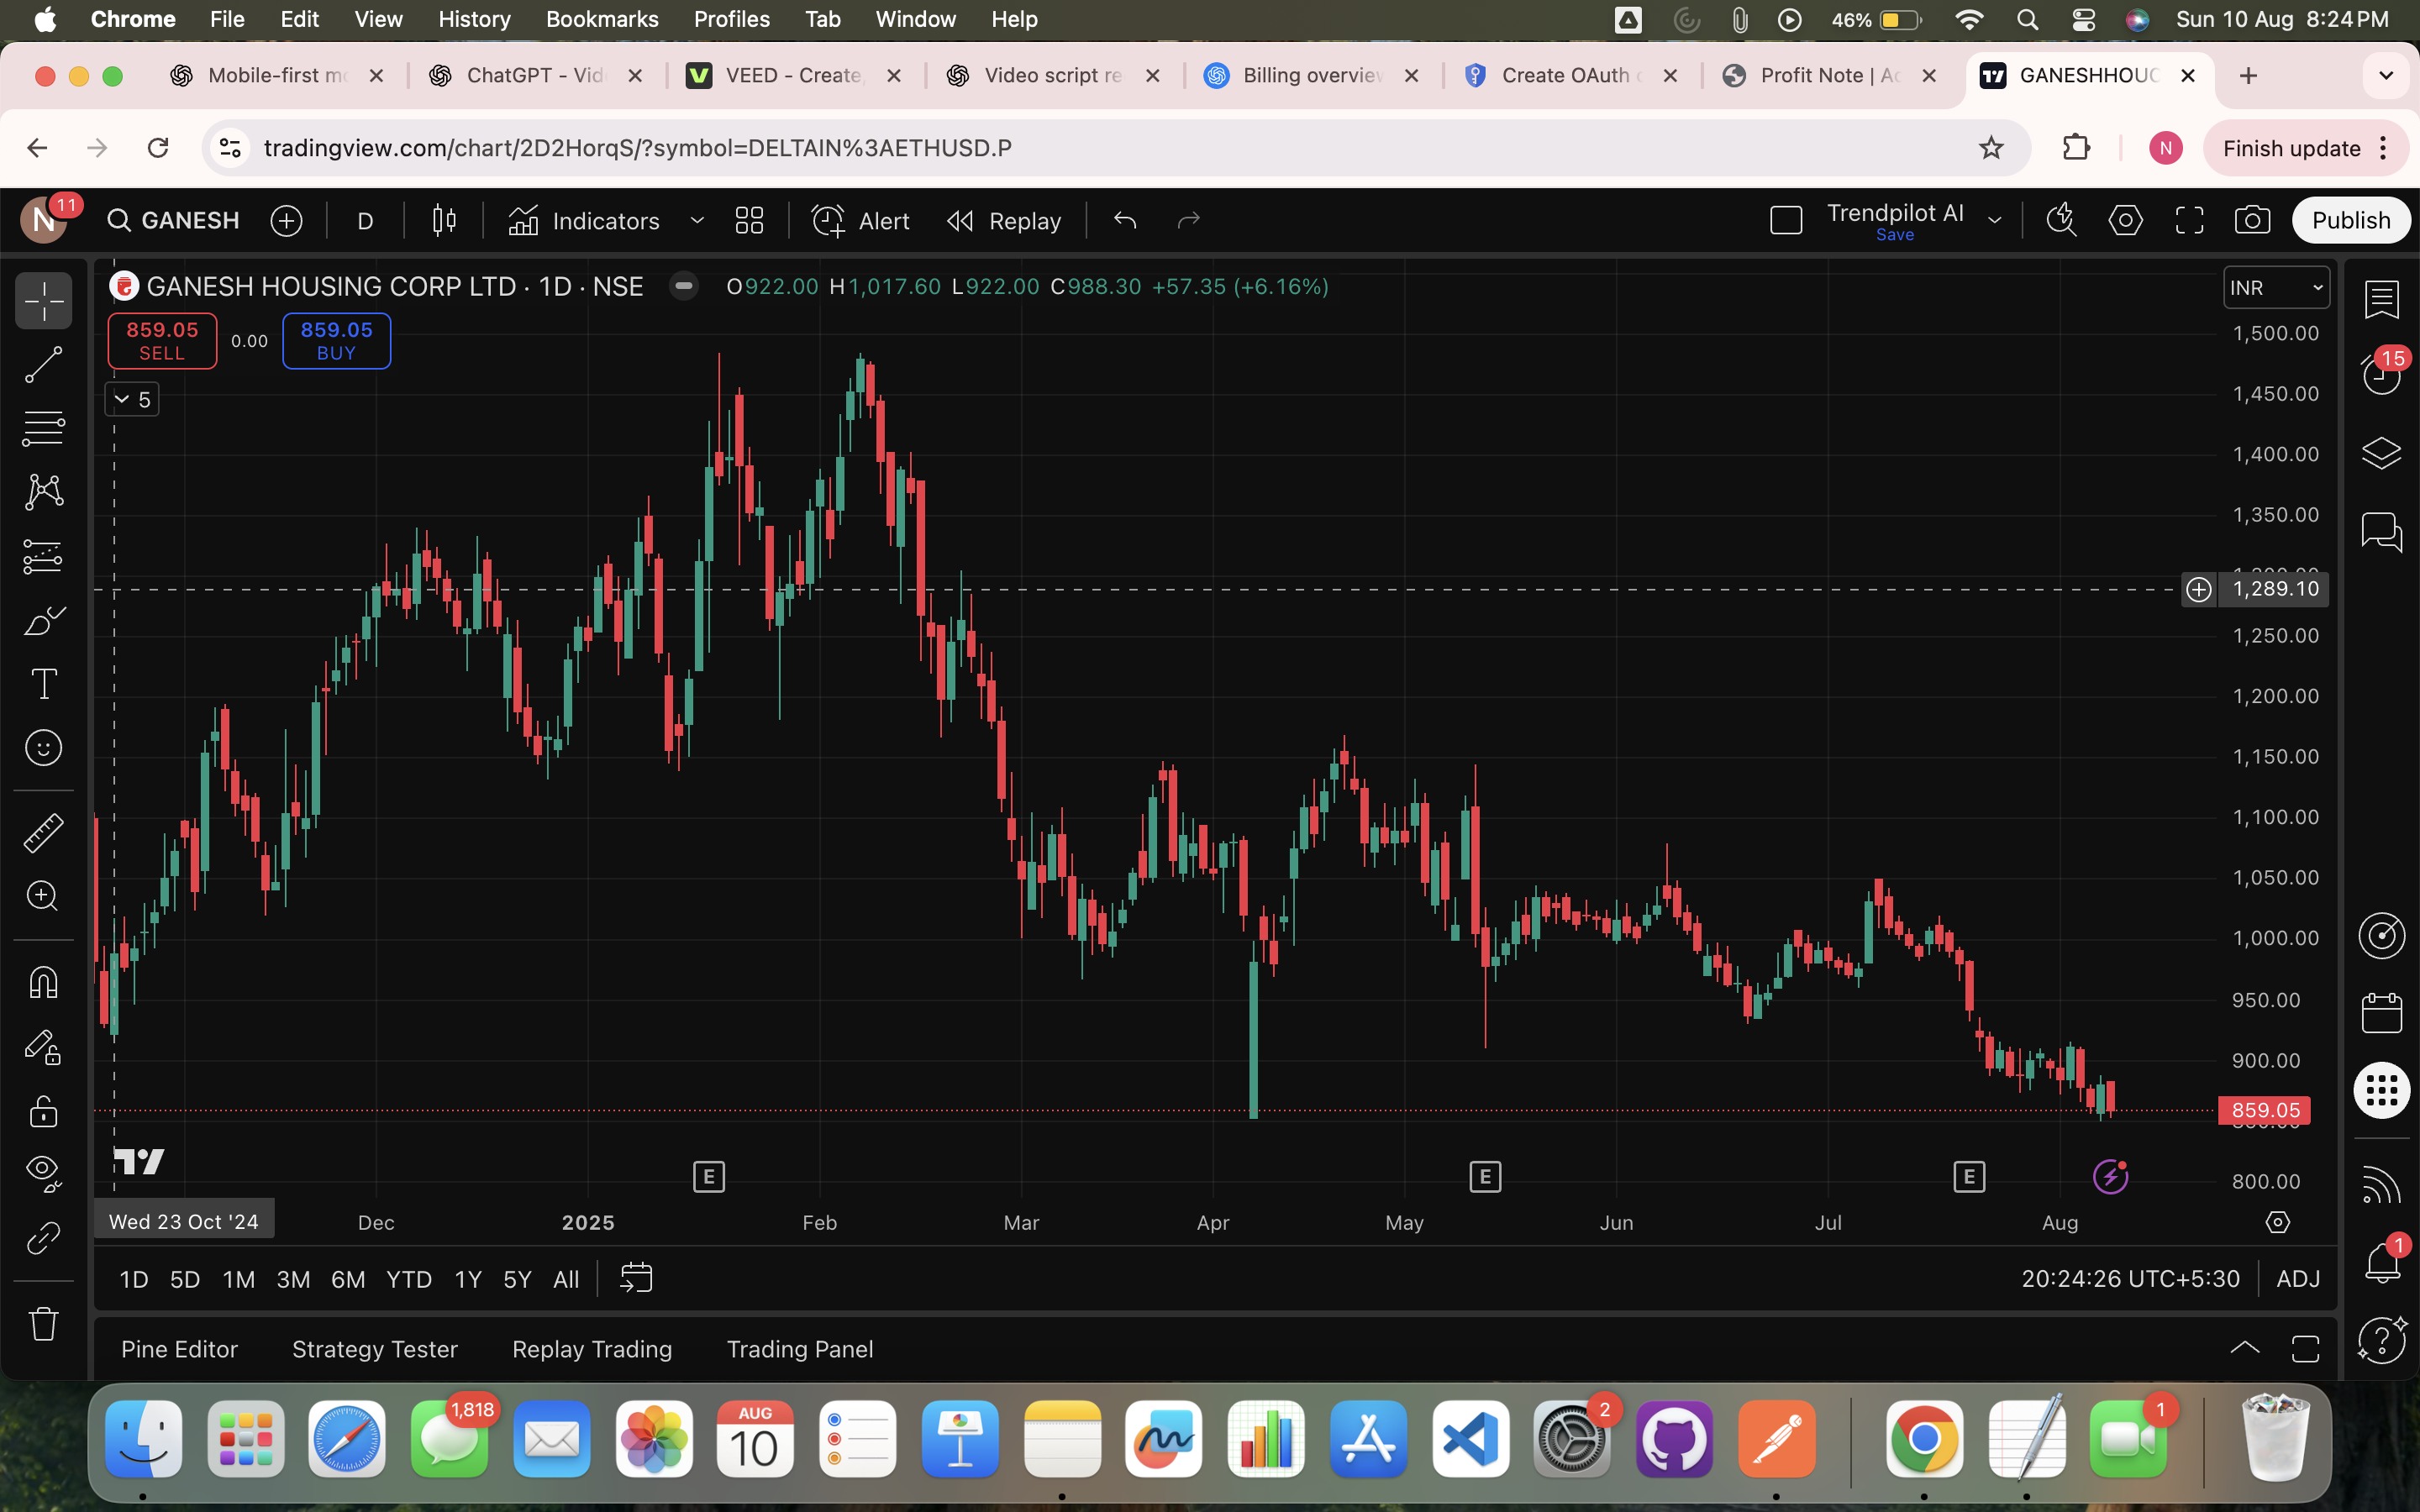 Chrome File Edit View History Bookmarks Profiles Tab Window Help 46% Sun 10 Aug 8:24 PM
Mobile-first m ChatGPT - Vid VEED - Create, Video script re Billing overview Create OAuth Profit Note | Ac GANESHHOUC
tradingview.com/chart/2D2HorqS/?symbol=DELTAIN%3AETHUSD.P N Finish update
N 11 GANESH D Indicators Alert Replay Trendpilot AI Save Publish
GANESH HOUSING CORP LTD · 1D · NSE O922.00 H1,017.60 L922.00 C988.30 +57.35 (+6.16%) INR
859.05 SELL 0.00 859.05 BUY
5
1,500.00
15
1,450.00
1,400.00
1,350.00
1,289.10
1,250.00
1,200.00
1,150.00
1,100.00
1,050.00
1,000.00
950.00
900.00
859.05
800.00
E E E
Wed 23 Oct '24 Dec 2025 Feb Mar Apr May Jun Jul Aug
1
1D 5D 1M 3M 6M YTD 1Y 5Y All 20:24:26 UTC+5:30 ADJ
Pine Editor Strategy Tester Replay Trading Trading Panel
1,818 AUG 10 2 1